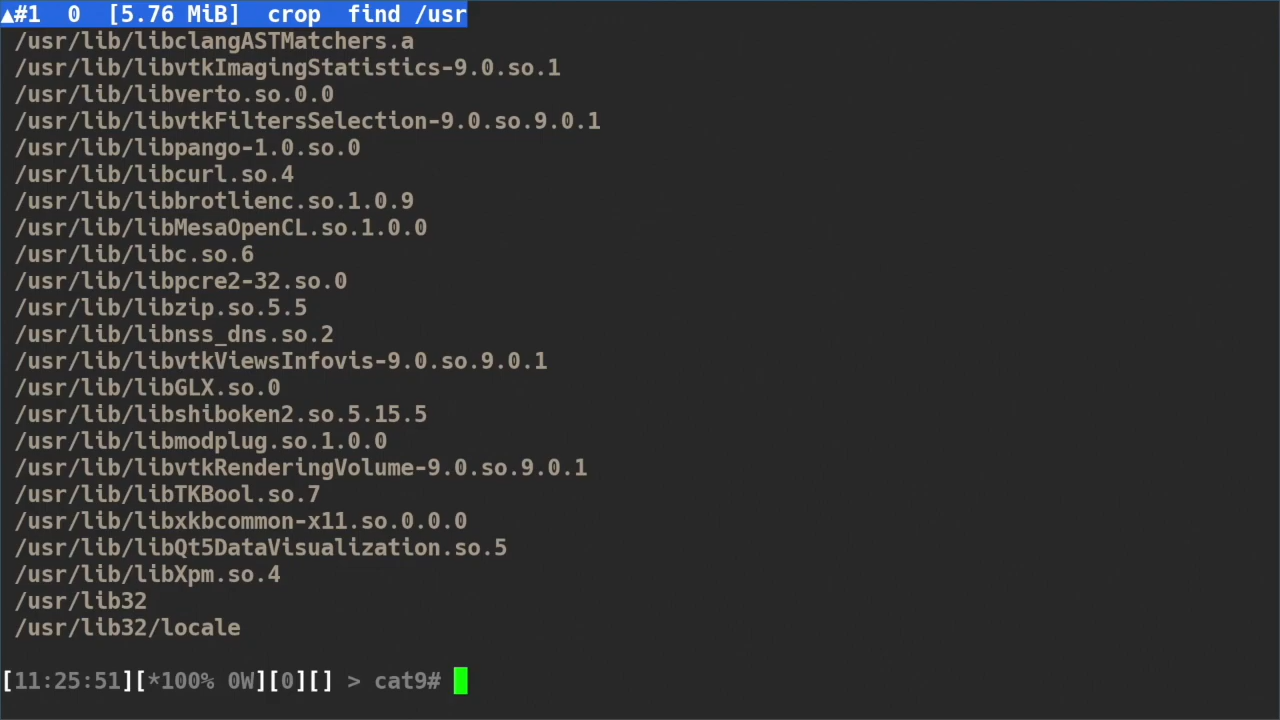 ▲#1  0  [5.76 MiB]  crop  find /usr
/usr/lib/libclangASTMatchers.a
/usr/lib/libvtkImagingStatistics-9.0.so.1
/usr/lib/libverto.so.0.0
/usr/lib/libvtkFiltersSelection-9.0.so.9.0.1
/usr/lib/libpango-1.0.so.0
/usr/lib/libcurl.so.4
/usr/lib/libbrotlienc.so.1.0.9
/usr/lib/libMesaOpenCL.so.1.0.0
/usr/lib/libc.so.6
/usr/lib/libpcre2-32.so.0
/usr/lib/libzip.so.5.5
/usr/lib/libnss_dns.so.2
/usr/lib/libvtkViewsInfovis-9.0.so.9.0.1
/usr/lib/libGLX.so.0
/usr/lib/libshiboken2.so.5.15.5
/usr/lib/libmodplug.so.1.0.0
/usr/lib/libvtkRenderingVolume-9.0.so.9.0.1
/usr/lib/libTKBool.so.7
/usr/lib/libxkbcommon-x11.so.0.0.0
/usr/lib/libQt5DataVisualization.so.5
/usr/lib/libXpm.so.4
/usr/lib32
/usr/lib32/locale
[11:25:51][*100% 0W][0][] > cat9#